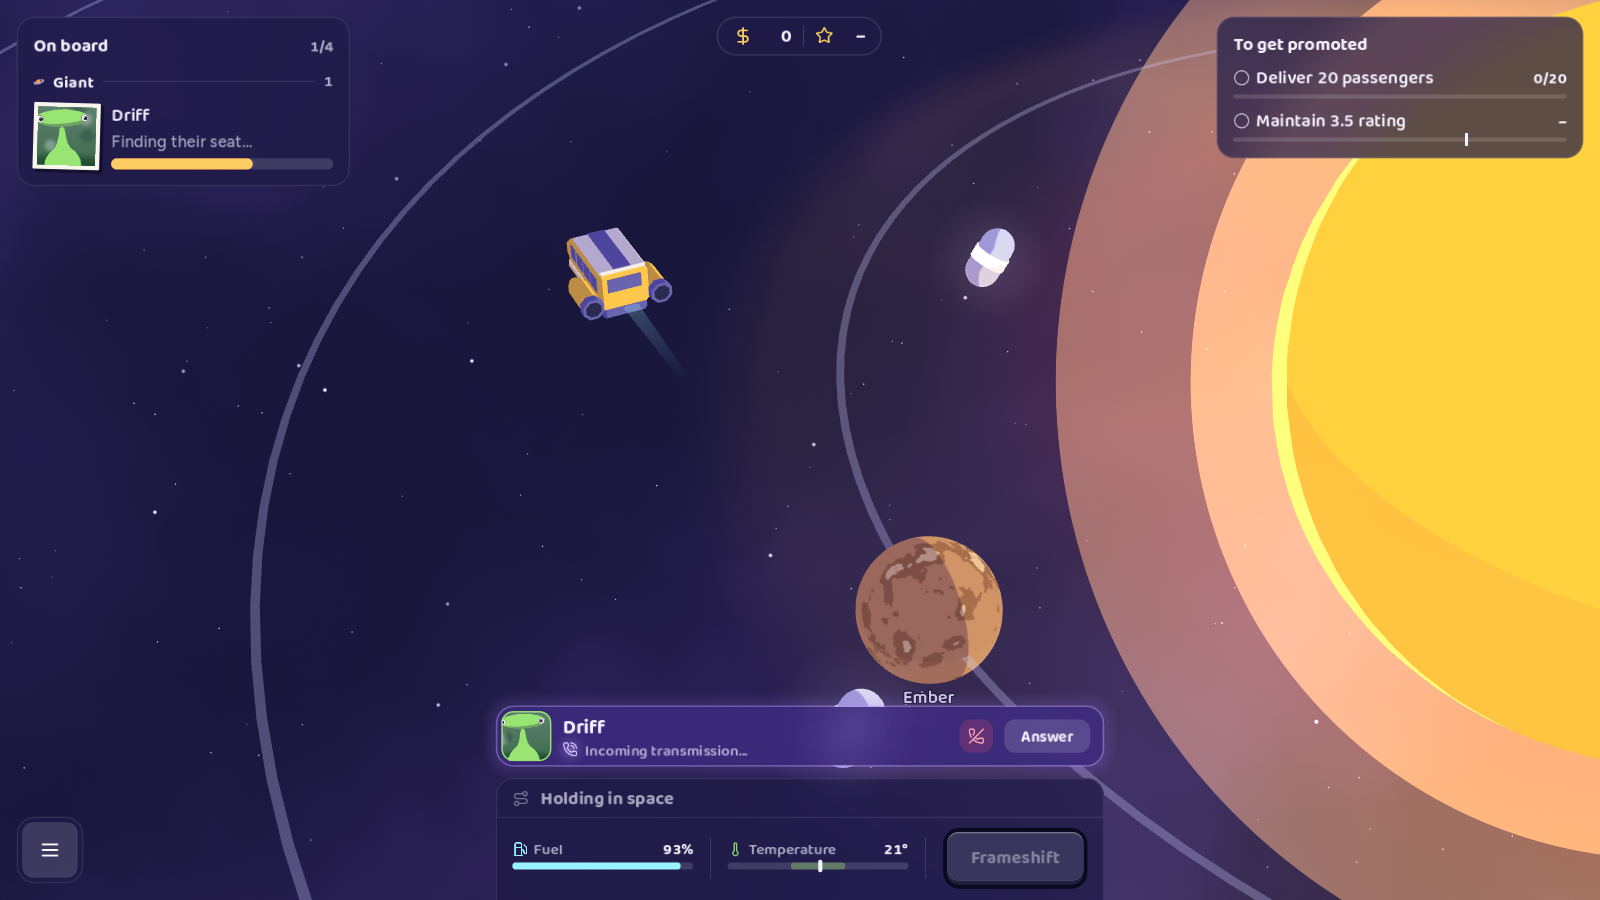 On board
1/4
Giant
1
Driff
Finding their seat...
0
–
To get promoted
Deliver 20 passengers
0/20
Maintain 3.5 rating
–
Ember
Driff
Incoming transmission...
Answer
Holding in space
Fuel
93%
Temperature
21°
Frameshift